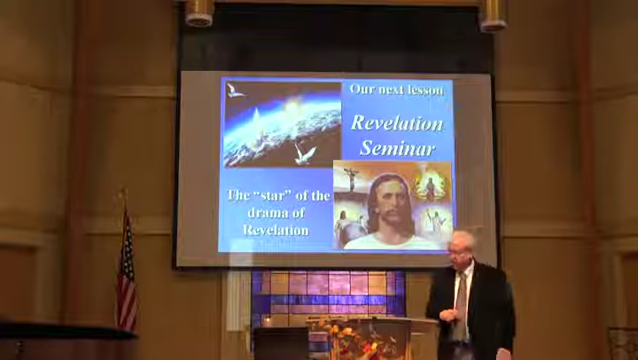 Our next lesson
Revelation
Seminar
The “star” of the
drama of
Revelation